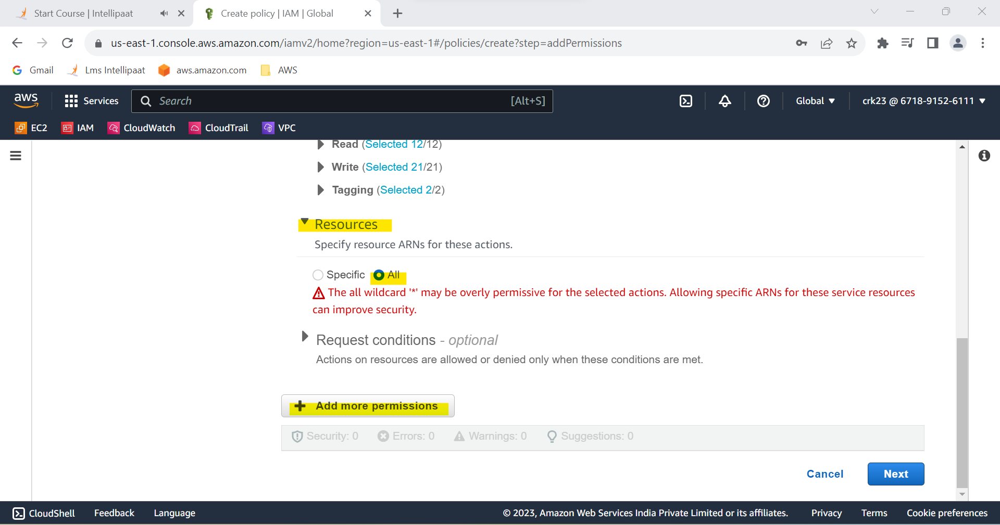 Start Course | Intellipaat
Create policy | IAM | Global
us-east-1.console.aws.amazon.com/iamv2/home?region=us-east-1#/policies/create?step=addPermissions
Gmail
Lms Intellipaat
aws.amazon.com
AWS
aws
Services
Search
[Alt+S]
Global
crk23 @ 6718-9152-6111
EC2
IAM
CloudWatch
CloudTrail
VPC
Read (Selected 12/12)
Write (Selected 21/21)
Tagging (Selected 2/2)
Resources
Specify resource ARNs for these actions.
Specific
All
The all wildcard '*' may be overly permissive for the selected actions. Allowing specific ARNs for these service resources
can improve security.
Request conditions - optional
Actions on resources are allowed or denied only when these conditions are met.
Add more permissions
Security: 0
Errors: 0
Warnings: 0
Suggestions: 0
Cancel
Next
CloudShell
Feedback
Language
© 2023, Amazon Web Services India Private Limited or its affiliates.
Privacy
Terms
Cookie preferences